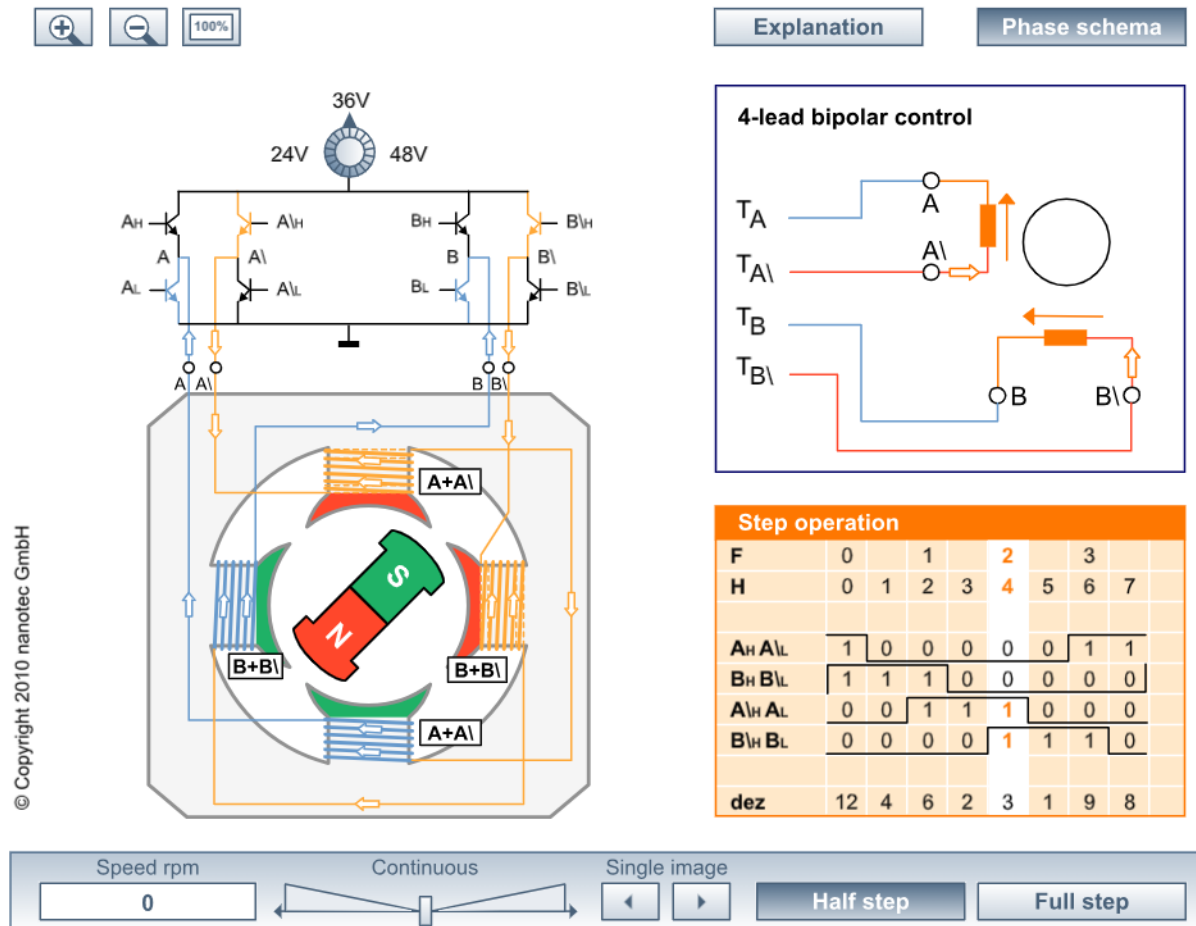 100%
Explanation
Phase schema
36V
24V
48V
AH
A\H
BH
B\H
A
A\
B
B\
AL
A\L
BL
B\L
A
A\
B
B\
A+A\
B+B\
B+B\
A+A\
S
N
4-lead bipolar control
TA
A
TA\
A\
TB
TB\
B
B\
Step operation
F 0 1 2 3
H 0 1 2 3 4 5 6 7
AH A\L 1 0 0 0 0 0 1 1
BH B\L 1 1 1 0 0 0 0 0
A\H AL 0 0 1 1 1 0 0 0
B\H BL 0 0 0 0 1 1 1 0
dez 12 4 6 2 3 1 9 8
© Copyright 2010 nanotec GmbH
Speed rpm
0
Continuous
Single image
Half step
Full step